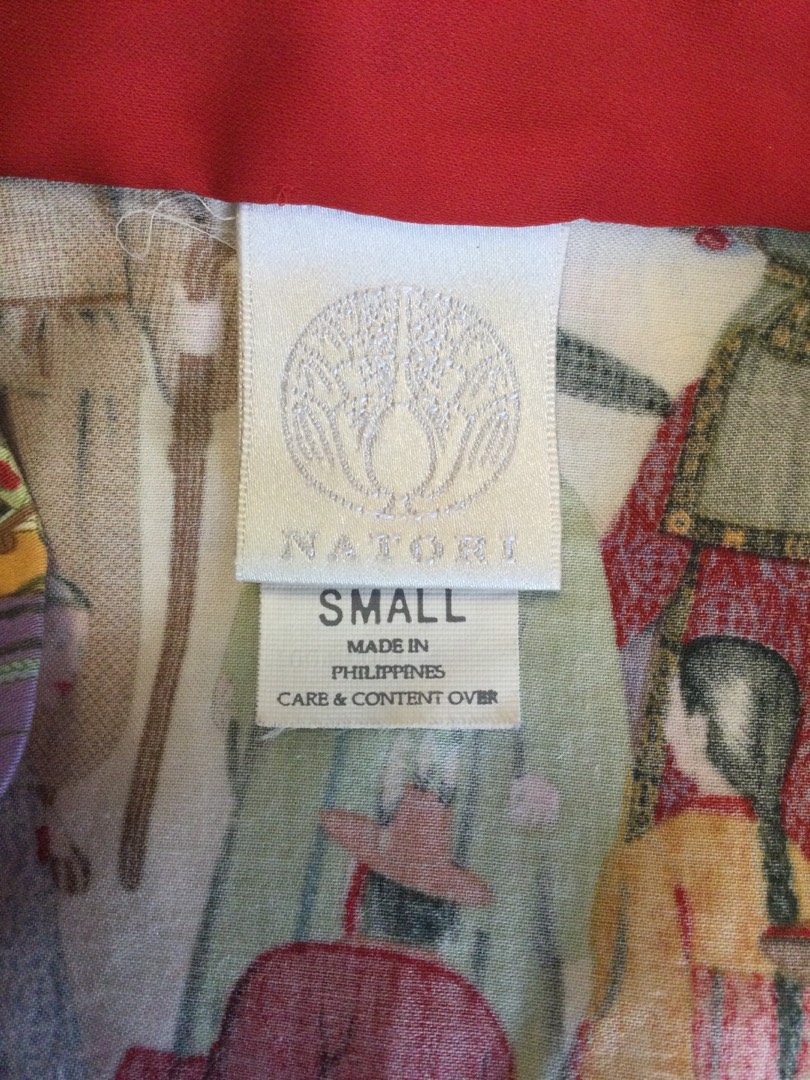 NATORI
SMALL
MADE IN
PHILIPPINES
CARE & CONTENT OVER